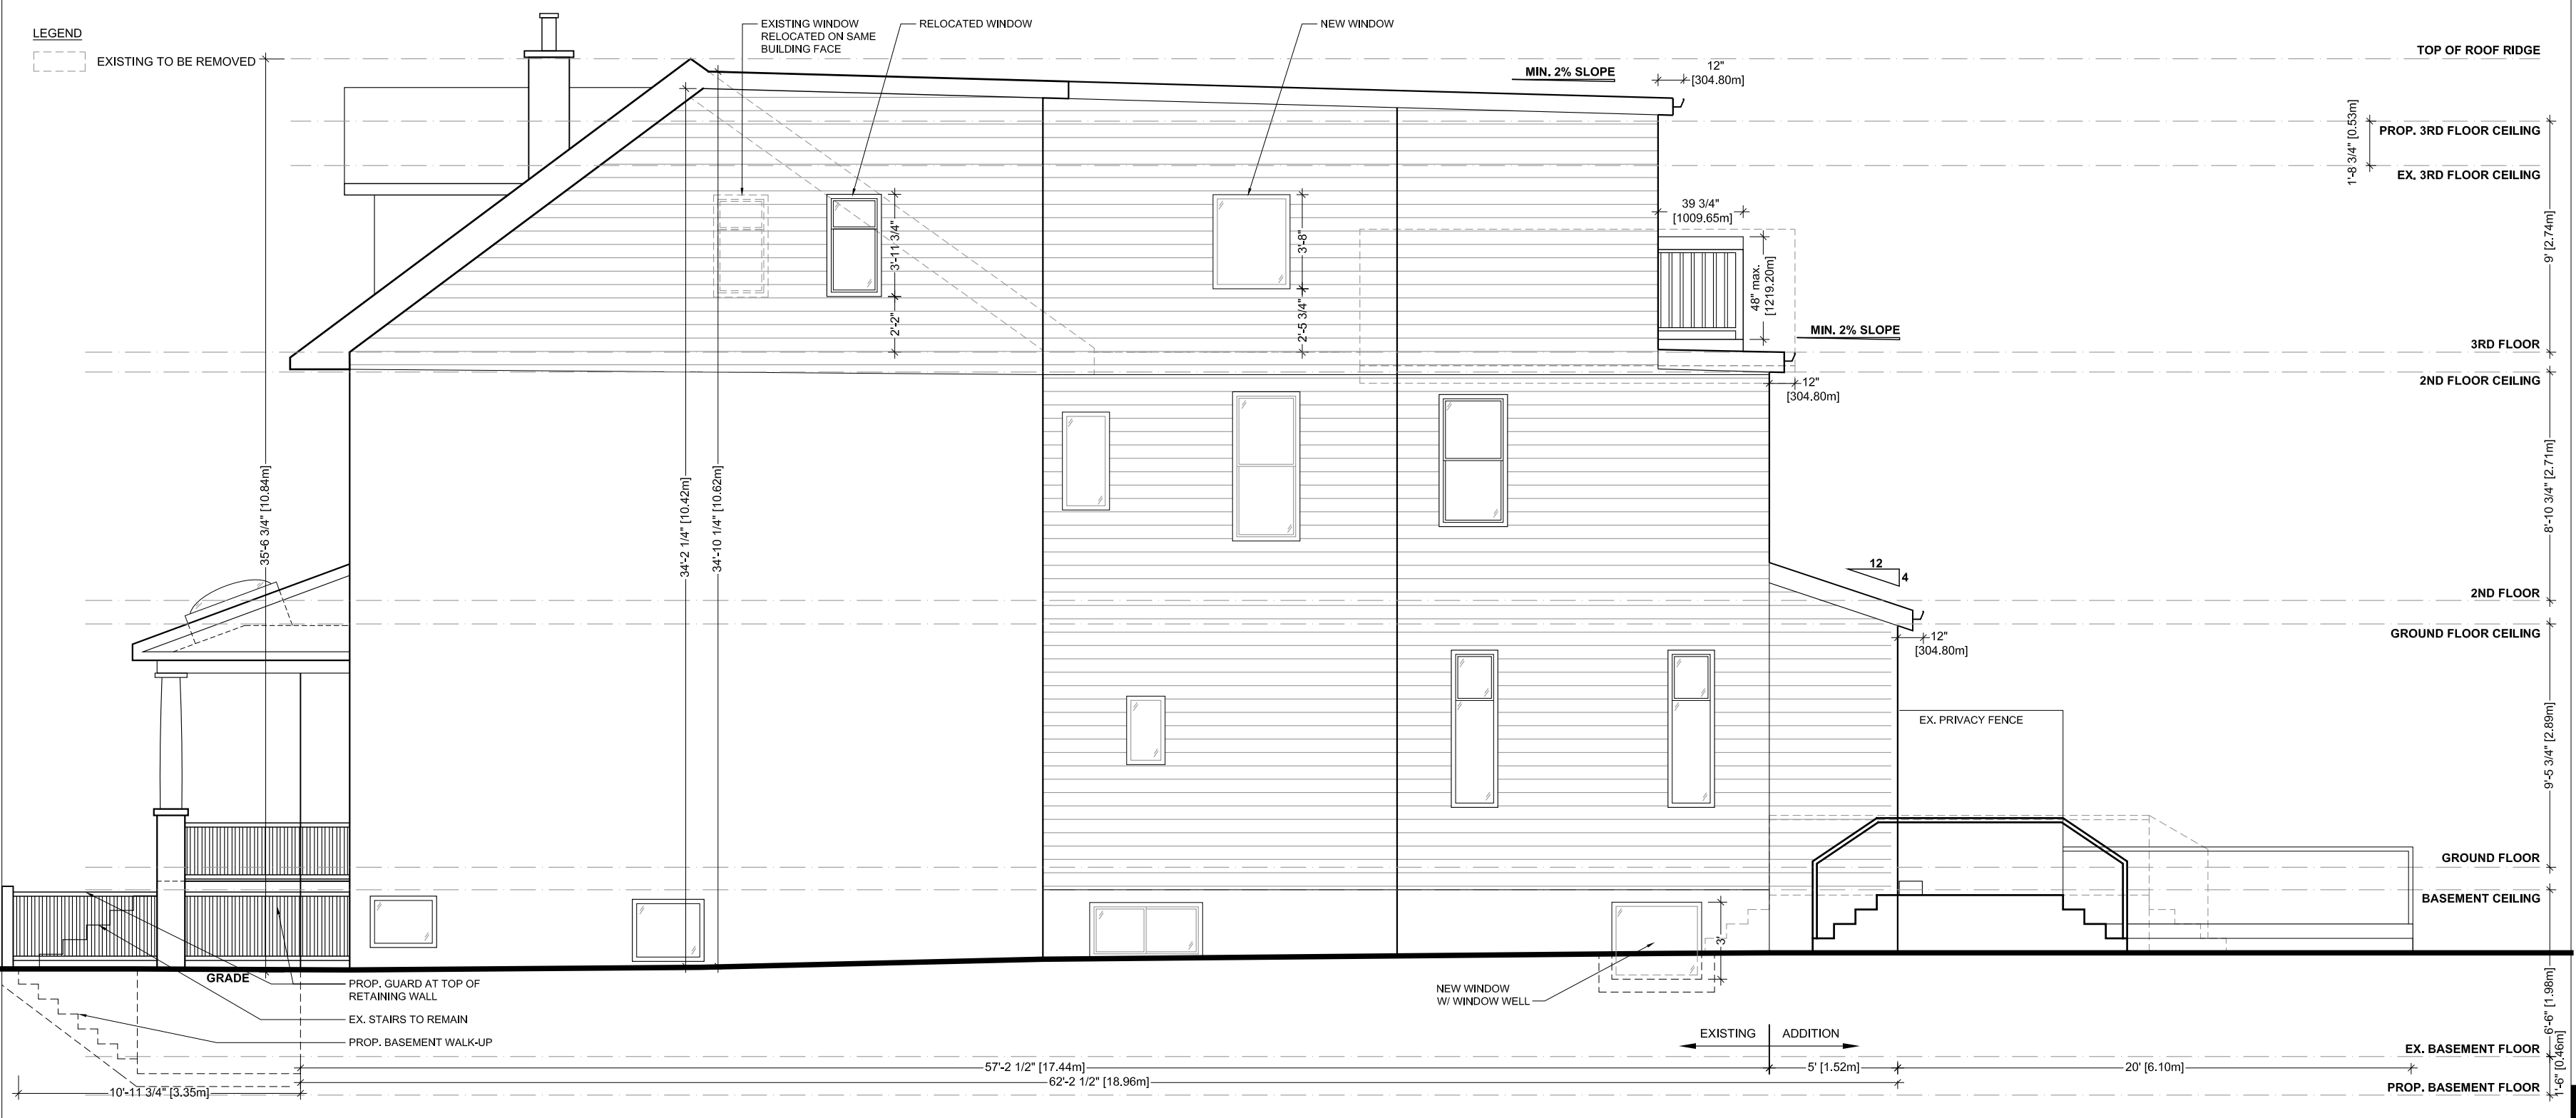 LEGEND
EXISTING TO BE REMOVED
EXISTING WINDOW
RELOCATED ON SAME
BUILDING FACE
RELOCATED WINDOW
NEW WINDOW
MIN. 2% SLOPE
12"
[304.80m]
TOP OF ROOF RIDGE
PROP. 3RD FLOOR CEILING
1'-8 3/4" [0.53m]
EX. 3RD FLOOR CEILING
39 3/4"
[1009.65m]
9' [2.74m]
3'-11 3/4"
2'-2"
3'-8"
2'-5 3/4"
48" max.
[1219.20m]
MIN. 2% SLOPE
3RD FLOOR
2ND FLOOR CEILING
12"
[304.80m]
35'-6 3/4" [10.84m]
34'-2 1/4" [10.42m]
34'-10 1/4" [10.62m]
8'-10 3/4" [2.71m]
12
4
2ND FLOOR
GROUND FLOOR CEILING
12"
[304.80m]
EX. PRIVACY FENCE
9'-5 3/4" [2.89m]
GROUND FLOOR
BASEMENT CEILING
3'
GRADE
PROP. GUARD AT TOP OF
RETAINING WALL
EX. STAIRS TO REMAIN
PROP. BASEMENT WALK-UP
NEW WINDOW
W/ WINDOW WELL
EXISTING
ADDITION
6'-6" [1.98m]
EX. BASEMENT FLOOR
57'-2 1/2" [17.44m]
5' [1.52m]
20' [6.10m]
62'-2 1/2" [18.96m]
10'-11 3/4" [3.35m]
PROP. BASEMENT FLOOR
1'-6" [0.46m]